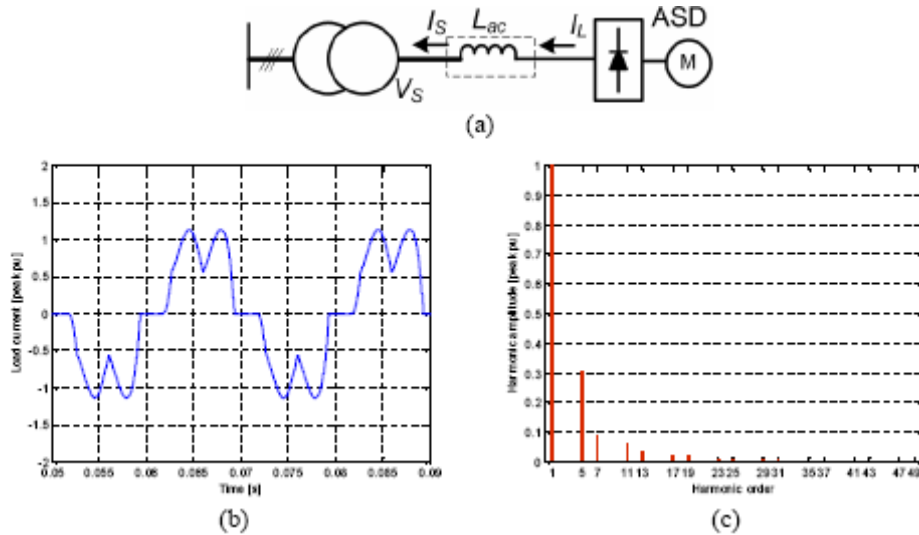 I_S L_ac I_L ASD
V_S M
(a)
2
1.5
1
0.5
0
-0.5
-1
-1.5
-2
Load current [peak pu]
0.05 0.055 0.06 0.065 0.07 0.075 0.08 0.085 0.09
Time [s]
(b)
1
0.9
0.8
0.7
0.6
0.5
0.4
0.3
0.2
0.1
0
Harmonic amplitude [peak pu]
1 5 7 11 13 17 19 23 25 29 31 35 37 41 43 47 49
Harmonic order
(c)